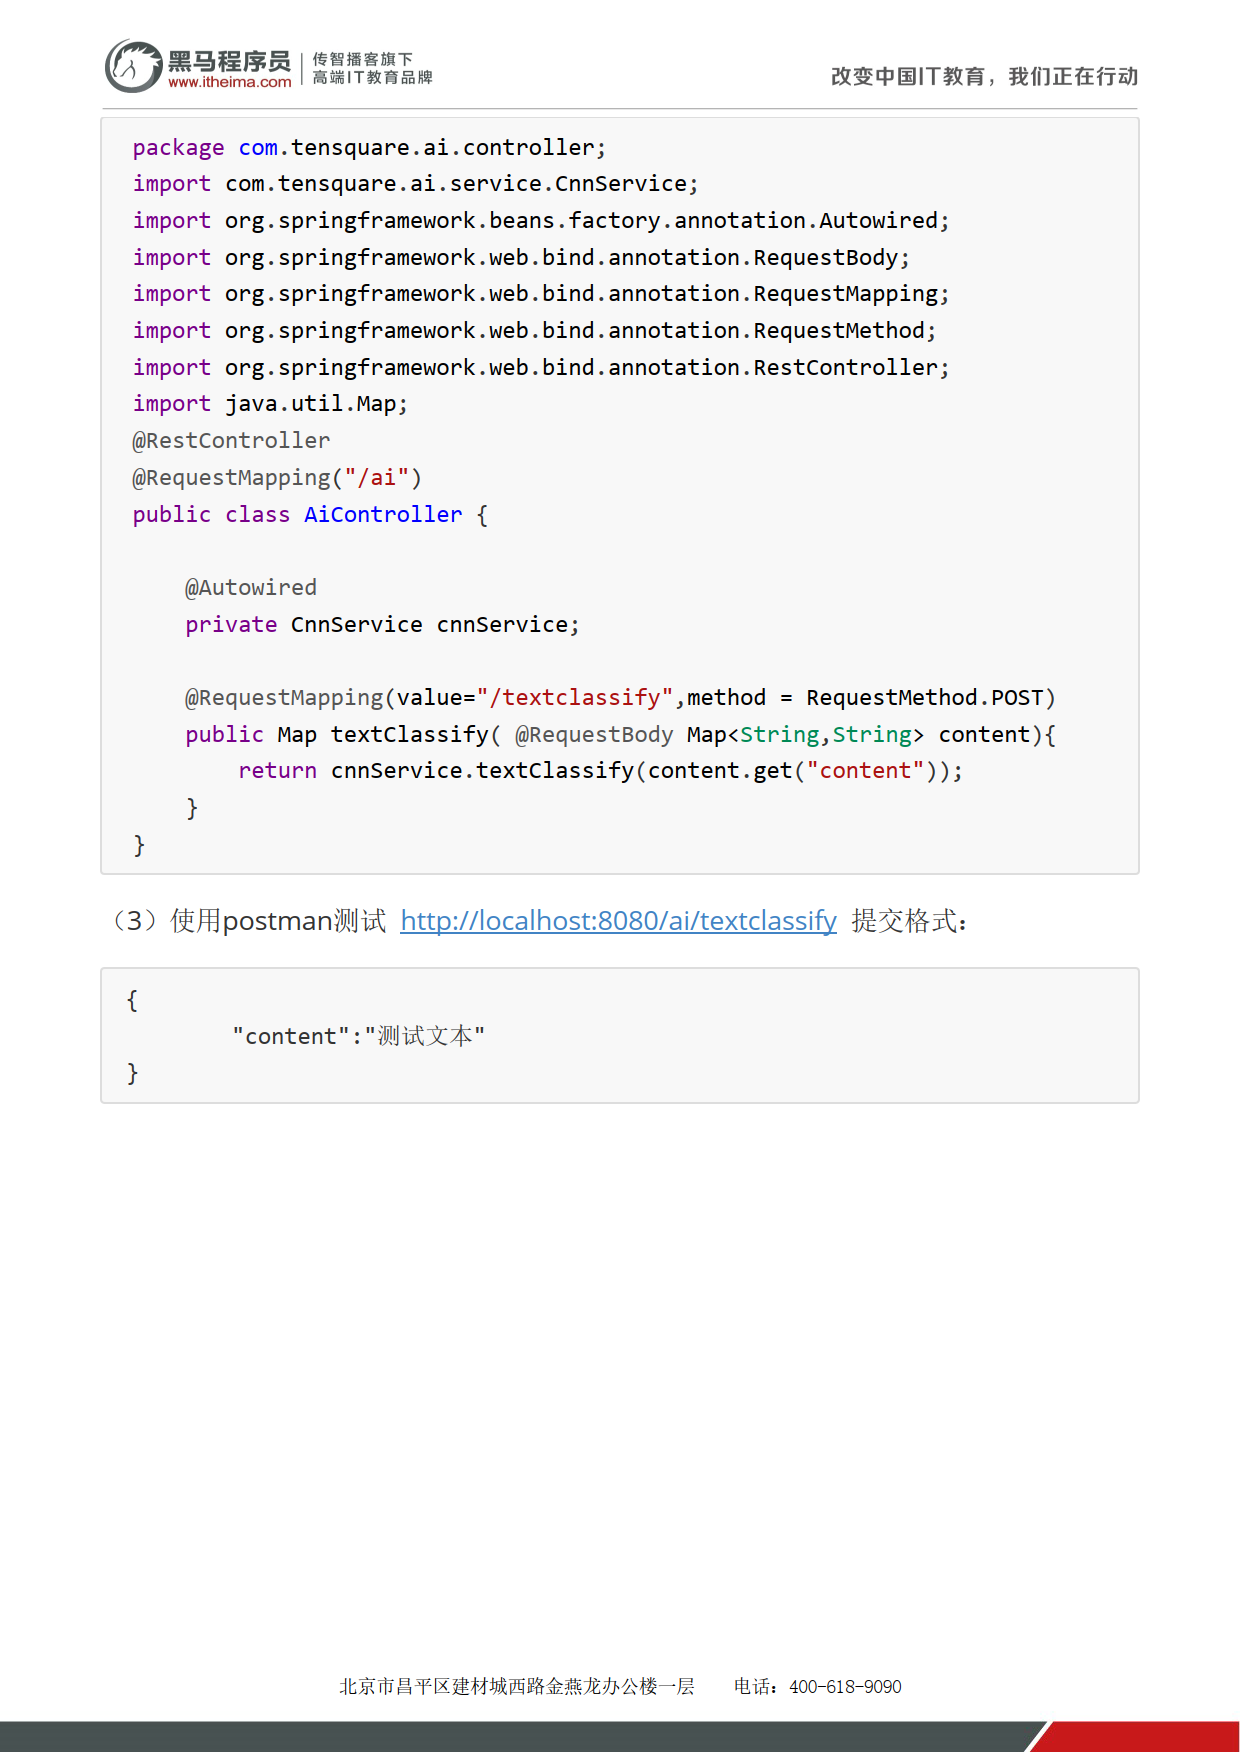 黑马程序员
www.itheima.com
传智播客旗下
高端IT教育品牌
改变中国IT教育，我们正在行动
package com.tensquare.ai.controller;
import com.tensquare.ai.service.CnnService;
import org.springframework.beans.factory.annotation.Autowired;
import org.springframework.web.bind.annotation.RequestBody;
import org.springframework.web.bind.annotation.RequestMapping;
import org.springframework.web.bind.annotation.RequestMethod;
import org.springframework.web.bind.annotation.RestController;
import java.util.Map;
@RestController
@RequestMapping("/ai")
public class AiController {
    @Autowired
    private CnnService cnnService;
    @RequestMapping(value="/textclassify",method = RequestMethod.POST)
    public Map textClassify( @RequestBody Map<String,String> content){
        return cnnService.textClassify(content.get("content"));
    }
}
（3）使用postman测试 http://localhost:8080/ai/textclassify 提交格式：
{
        "content":"测试文本"
}
北京市昌平区建材城西路金燕龙办公楼一层    电话：400-618-9090